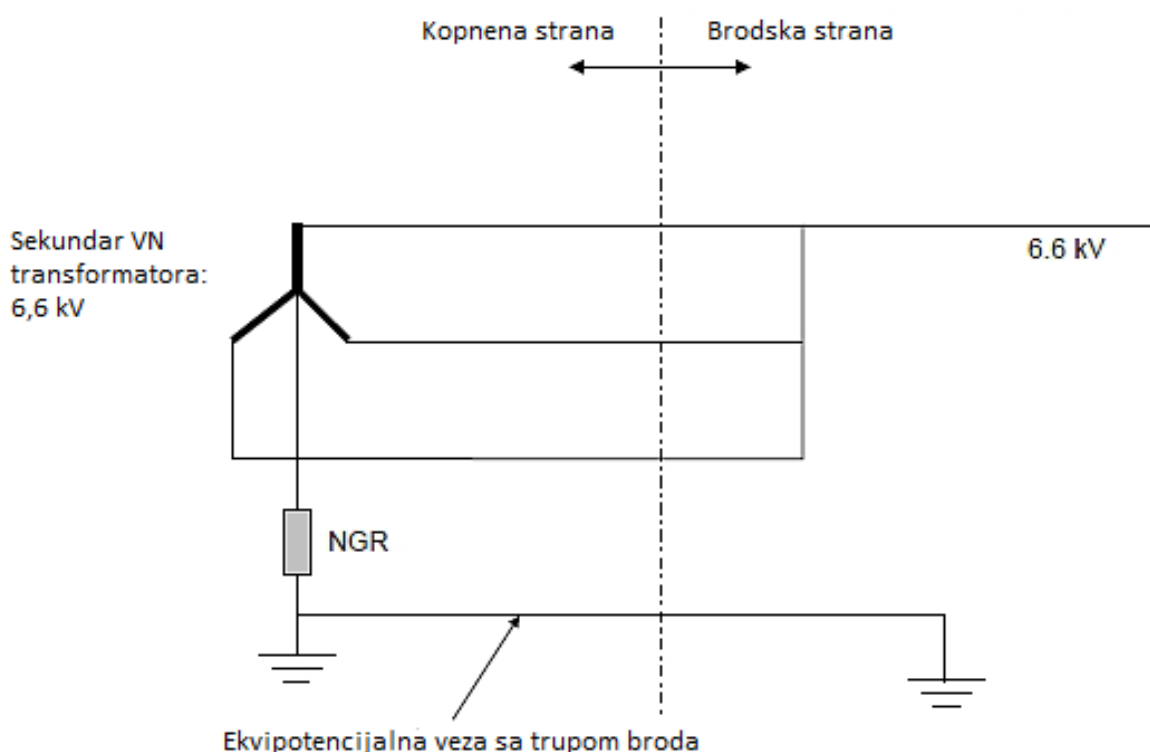 Kopnena strana
Brodska strana
Sekundar VN
transformatora:
6,6 kV
6.6 kV
NGR
Ekvipotencijalna veza sa trupom broda